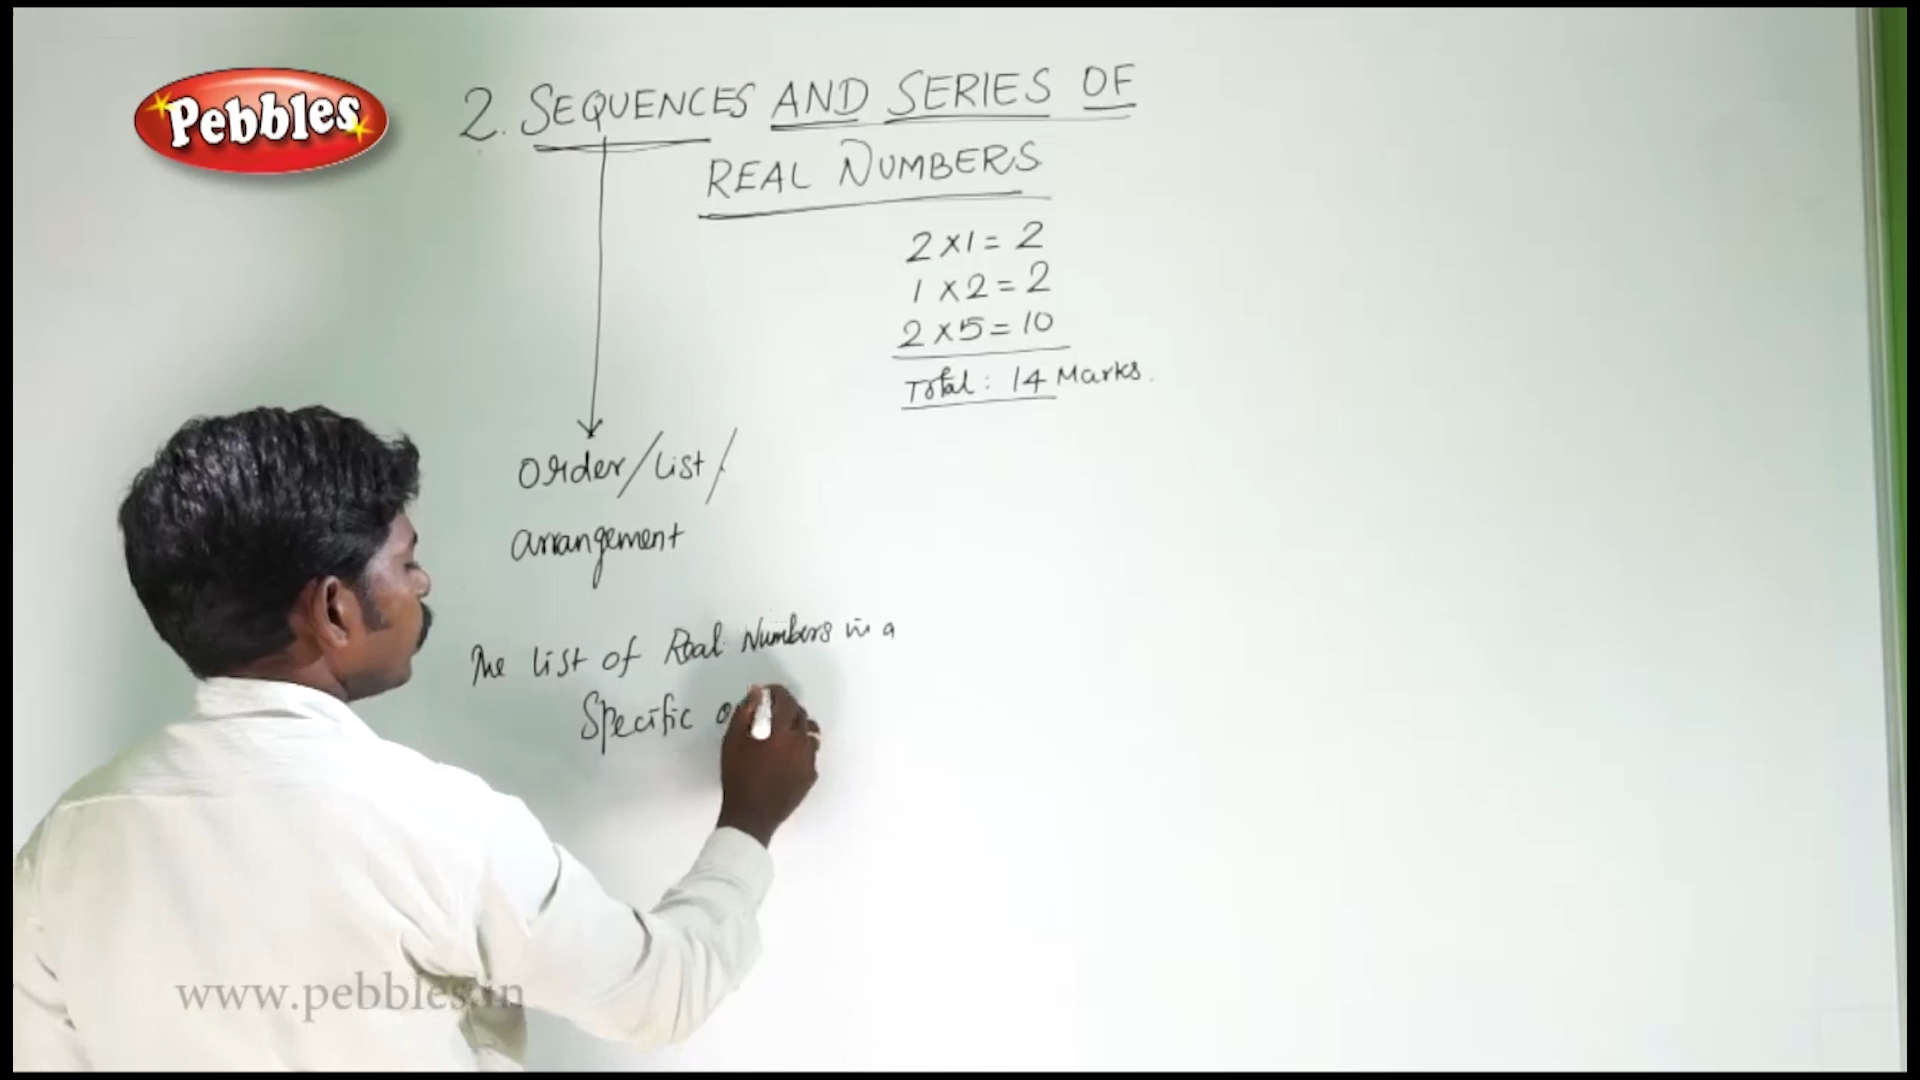 Pebbles
2. SEQUENCES AND SERIES OF
REAL NUMBERS
2 × 1 = 2
1 × 2 = 2
2 × 5 = 10
Total : 14 Marks.
order/list/
arrangement
The list of Real Numbers in a
Specific
www.pebbles.in